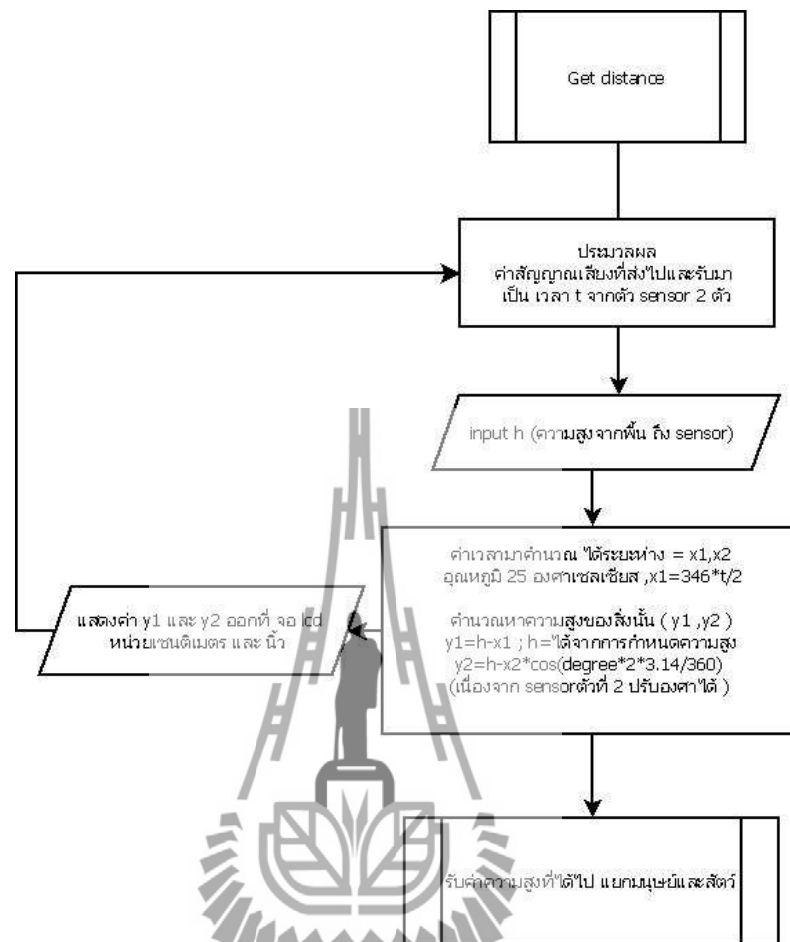 Get distance
ประมวลผล
ค่าสัญญาณเสียงที่ส่งไปและรับมา
เป็น เวลา t จากตัว sensor 2 ตัว
input h (ความสูงจากพื้น ถึง sensor)
ค่าเวลามาคำนวณ ได้ระยะห่าง = x1,x2
อุณหภูมิ 25 องศาเซลเซียส ,x1=346*t/2
คำนวณหาความสูงของสิ่งนั้น ( y1 ,y2 )
y1=h-x1 ; h=ได้จากการกำหนดความสูง
y2=h-x2*cos(degree*2*3.14/360)
(เนื่องจาก sensorตัวที่ 2 ปรับองศาได้ )
แสดงค่า y1 และ y2 ออกที่ จอ lcd
หน่วยเซนติเมตร และ นิ้ว
รับค่าความสูงที่ได้ไป แยกมนุษย์และสัตว์